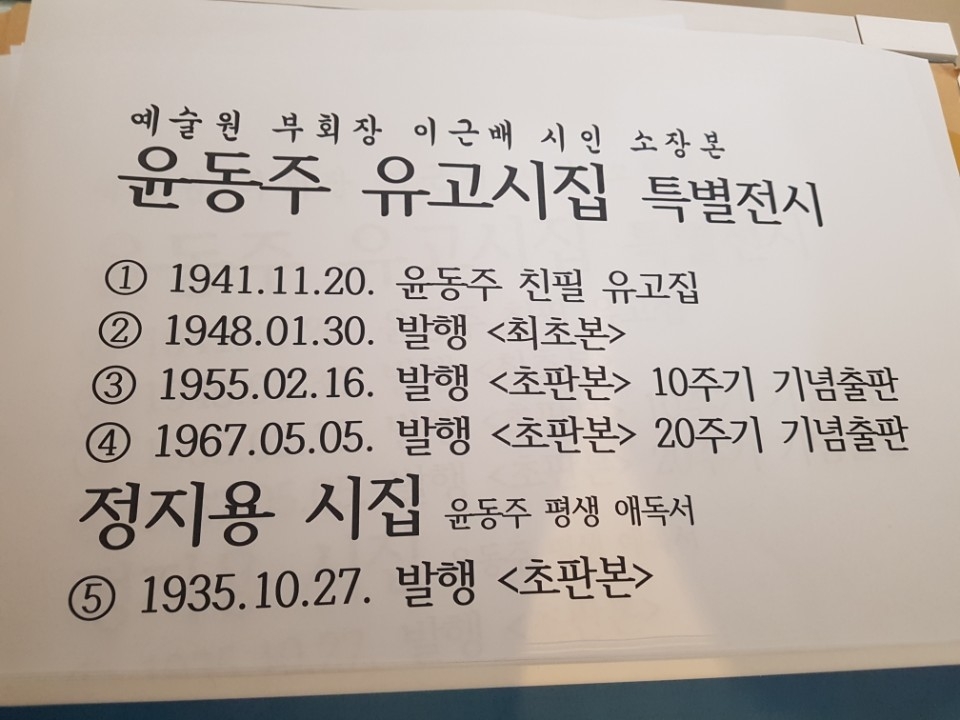 예술원 부회장 이근배 시인 소장본
윤동주 유고시집 특별전시
① 1941.11.20. 윤동주 친필 유고집
② 1948.01.30. 발행 <최초본>
③ 1955.02.16. 발행 <초판본> 10주기 기념출판
④ 1967.05.05. 발행 <초판본> 20주기 기념출판
정지용 시집 윤동주 평생 애독서
⑤ 1935.10.27. 발행 <초판본>